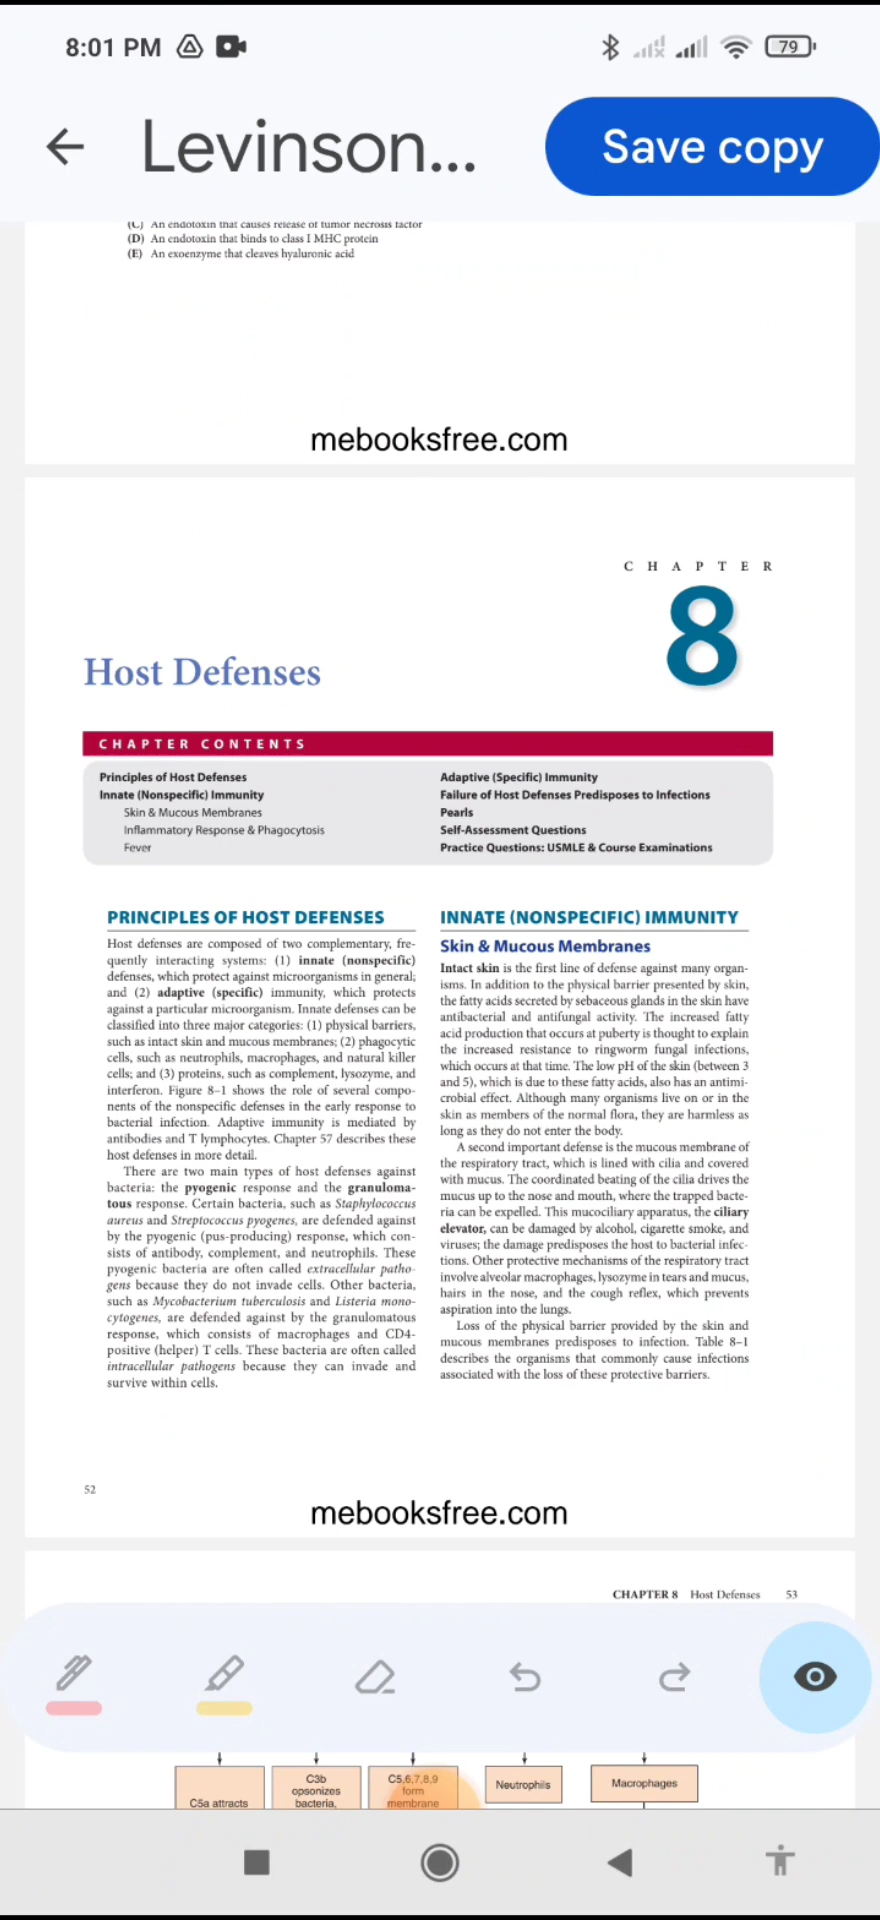 8:01 PM
79
Levinson...
Save copy
(C) An endotoxin that causes release of tumor necrosis factor
(D) An endotoxin that binds to class I MHC protein
(E) An exoenzyme that cleaves hyaluronic acid
mebooksfree.com
CHAPTER
8
Host Defenses
CHAPTER CONTENTS
Principles of Host Defenses
Innate (Nonspecific) Immunity
Skin & Mucous Membranes
Inflammatory Response & Phagocytosis
Fever
Adaptive (Specific) Immunity
Failure of Host Defenses Predisposes to Infections
Pearls
Self-Assessment Questions
Practice Questions: USMLE & Course Examinations
PRINCIPLES OF HOST DEFENSES
Host defenses are composed of two complementary, fre-
quently interacting systems: (1) innate (nonspecific)
defenses, which protect against microorganisms in general;
and (2) adaptive (specific) immunity, which protects
against a particular microorganism. Innate defenses can be
classified into three major categories: (1) physical barriers,
such as intact skin and mucous membranes; (2) phagocytic
cells, such as neutrophils, macrophages, and natural killer
cells; and (3) proteins, such as complement, lysozyme, and
interferon. Figure 8–1 shows the role of several compo-
nents of the nonspecific defenses in the early response to
bacterial infection. Adaptive immunity is mediated by
antibodies and T lymphocytes. Chapter 57 describes these
host defenses in more detail.
There are two main types of host defenses against
bacteria: the pyogenic response and the granuloma-
tous response. Certain bacteria, such as Staphylococcus
aureus and Streptococcus pyogenes, are defended against
by the pyogenic (pus-producing) response, which con-
sists of antibody, complement, and neutrophils. These
pyogenic bacteria are often called extracellular patho-
gens because they do not invade cells. Other bacteria,
such as Mycobacterium tuberculosis and Listeria mono-
cytogenes, are defended against by the granulomatous
response, which consists of macrophages and CD4-
positive (helper) T cells. These bacteria are often called
intracellular pathogens because they can invade and
survive within cells.
INNATE (NONSPECIFIC) IMMUNITY
Skin & Mucous Membranes
Intact skin is the first line of defense against many organ-
isms. In addition to the physical barrier presented by skin,
the fatty acids secreted by sebaceous glands in the skin have
antibacterial and antifungal activity. The increased fatty
acid production that occurs at puberty is thought to explain
the increased resistance to ringworm fungal infections,
which occurs at that time. The low pH of the skin (between 3
and 5), which is due to these fatty acids, also has an antimi-
crobial effect. Although many organisms live on or in the
skin as members of the normal flora, they are harmless as
long as they do not enter the body.
A second important defense is the mucous membrane of
the respiratory tract, which is lined with cilia and covered
with mucus. The coordinated beating of the cilia drives the
mucus up to the nose and mouth, where the trapped bacte-
ria can be expelled. This mucociliary apparatus, the ciliary
elevator, can be damaged by alcohol, cigarette smoke, and
viruses; the damage predisposes the host to bacterial infec-
tions. Other protective mechanisms of the respiratory tract
involve alveolar macrophages, lysozyme in tears and mucus,
hairs in the nose, and the cough reflex, which prevents
aspiration into the lungs.
Loss of the physical barrier provided by the skin and
mucous membranes predisposes to infection. Table 8–1
describes the organisms that commonly cause infections
associated with the loss of these protective barriers.
52
mebooksfree.com
CHAPTER 8 Host Defenses 53
C5a attracts
C3b
opsonizes
bacteria,
C5,6,7,8,9
form
membrane
Neutrophils
Macrophages